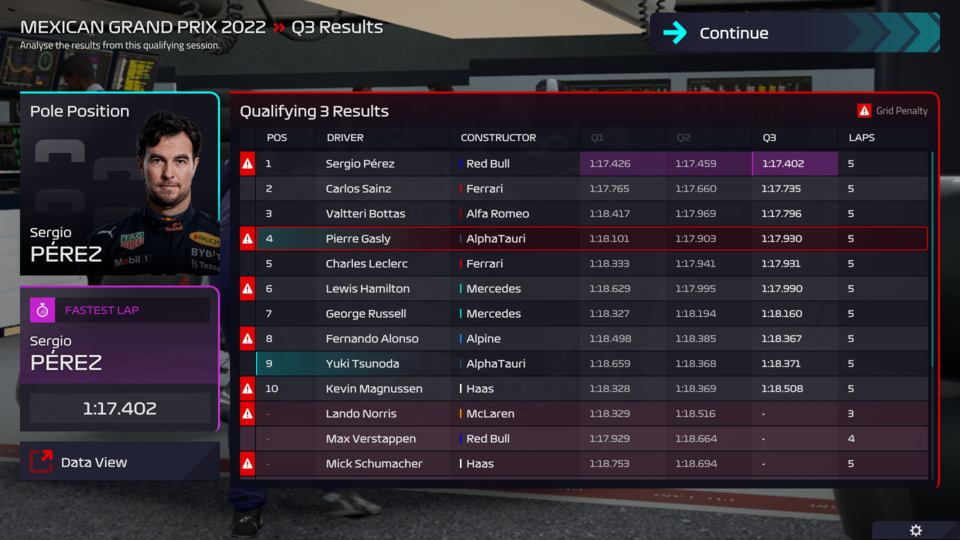 MEXICAN GRAND PRIX 2022 » Q3 Results
Analyse the results from this qualifying session.
Continue
Pole Position
Sergio
PÉREZ
TAG
Mobil 1
RAUCH
BYBIT
FASTEST LAP
Sergio
PÉREZ
1:17.402
Data View
Qualifying 3 Results
Grid Penalty
POS DRIVER CONSTRUCTOR Q1 Q2 Q3 LAPS
1 Sergio Pérez Red Bull 1:17.426 1:17.459 1:17.402 5
2 Carlos Sainz Ferrari 1:17.765 1:17.660 1:17.735 5
3 Valtteri Bottas Alfa Romeo 1:18.417 1:17.969 1:17.796 5
4 Pierre Gasly AlphaTauri 1:18.101 1:17.903 1:17.930 5
5 Charles Leclerc Ferrari 1:18.333 1:17.941 1:17.931 5
6 Lewis Hamilton Mercedes 1:18.629 1:17.995 1:17.990 5
7 George Russell Mercedes 1:18.327 1:18.194 1:18.160 5
8 Fernando Alonso Alpine 1:18.498 1:18.385 1:18.367 5
9 Yuki Tsunoda AlphaTauri 1:18.659 1:18.368 1:18.371 5
10 Kevin Magnussen Haas 1:18.328 1:18.369 1:18.508 5
- Lando Norris McLaren 1:18.329 1:18.516 - 3
- Max Verstappen Red Bull 1:17.929 1:18.664 - 4
- Mick Schumacher Haas 1:18.753 1:18.694 - 5